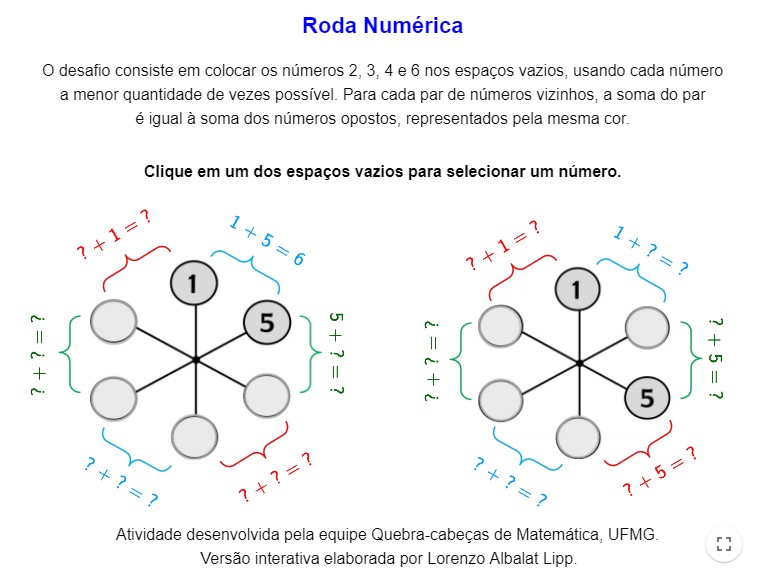 Roda Numérica
O desafio consiste em colocar os números 2, 3, 4 e 6 nos espaços vazios, usando cada número
a menor quantidade de vezes possível. Para cada par de números vizinhos, a soma do par
é igual à soma dos números opostos, representados pela mesma cor.
Clique em um dos espaços vazios para selecionar um número.
? + 1 = ?
1 + 5 = 6
1
5
? + ? = ?
5 + ? = ?
? + ? = ?
? + ? = ?
? + 1 = ?
1 + ? = ?
1
? + ? = ?
? + 5 = ?
5
? + ? = ?
? + 5 = ?
Atividade desenvolvida pela equipe Quebra-cabeças de Matemática, UFMG.
Versão interativa elaborada por Lorenzo Albalat Lipp.